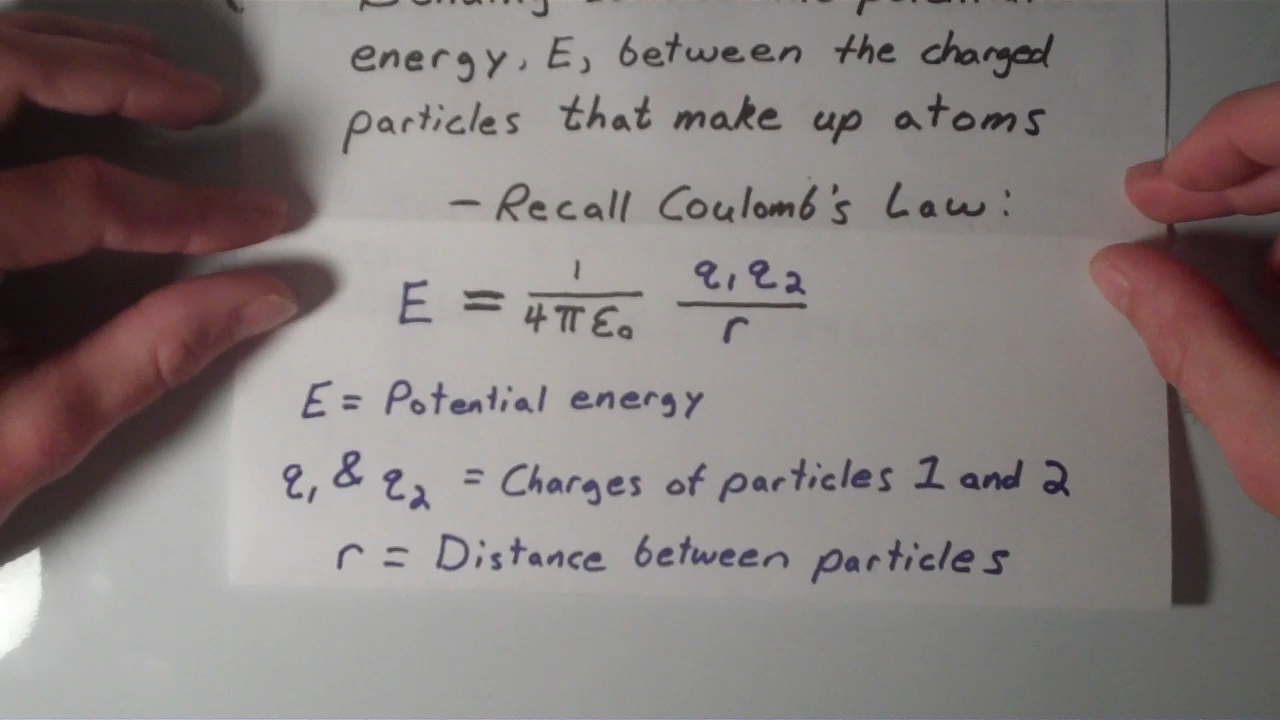 energy, E, between the charged
particles that make up atoms
- Recall Coulomb's Law:
E = 1/4πε₀ q₁q₂/r
E = Potential energy
q₁ & q₂ = Charges of particles 1 and 2
r = Distance between particles